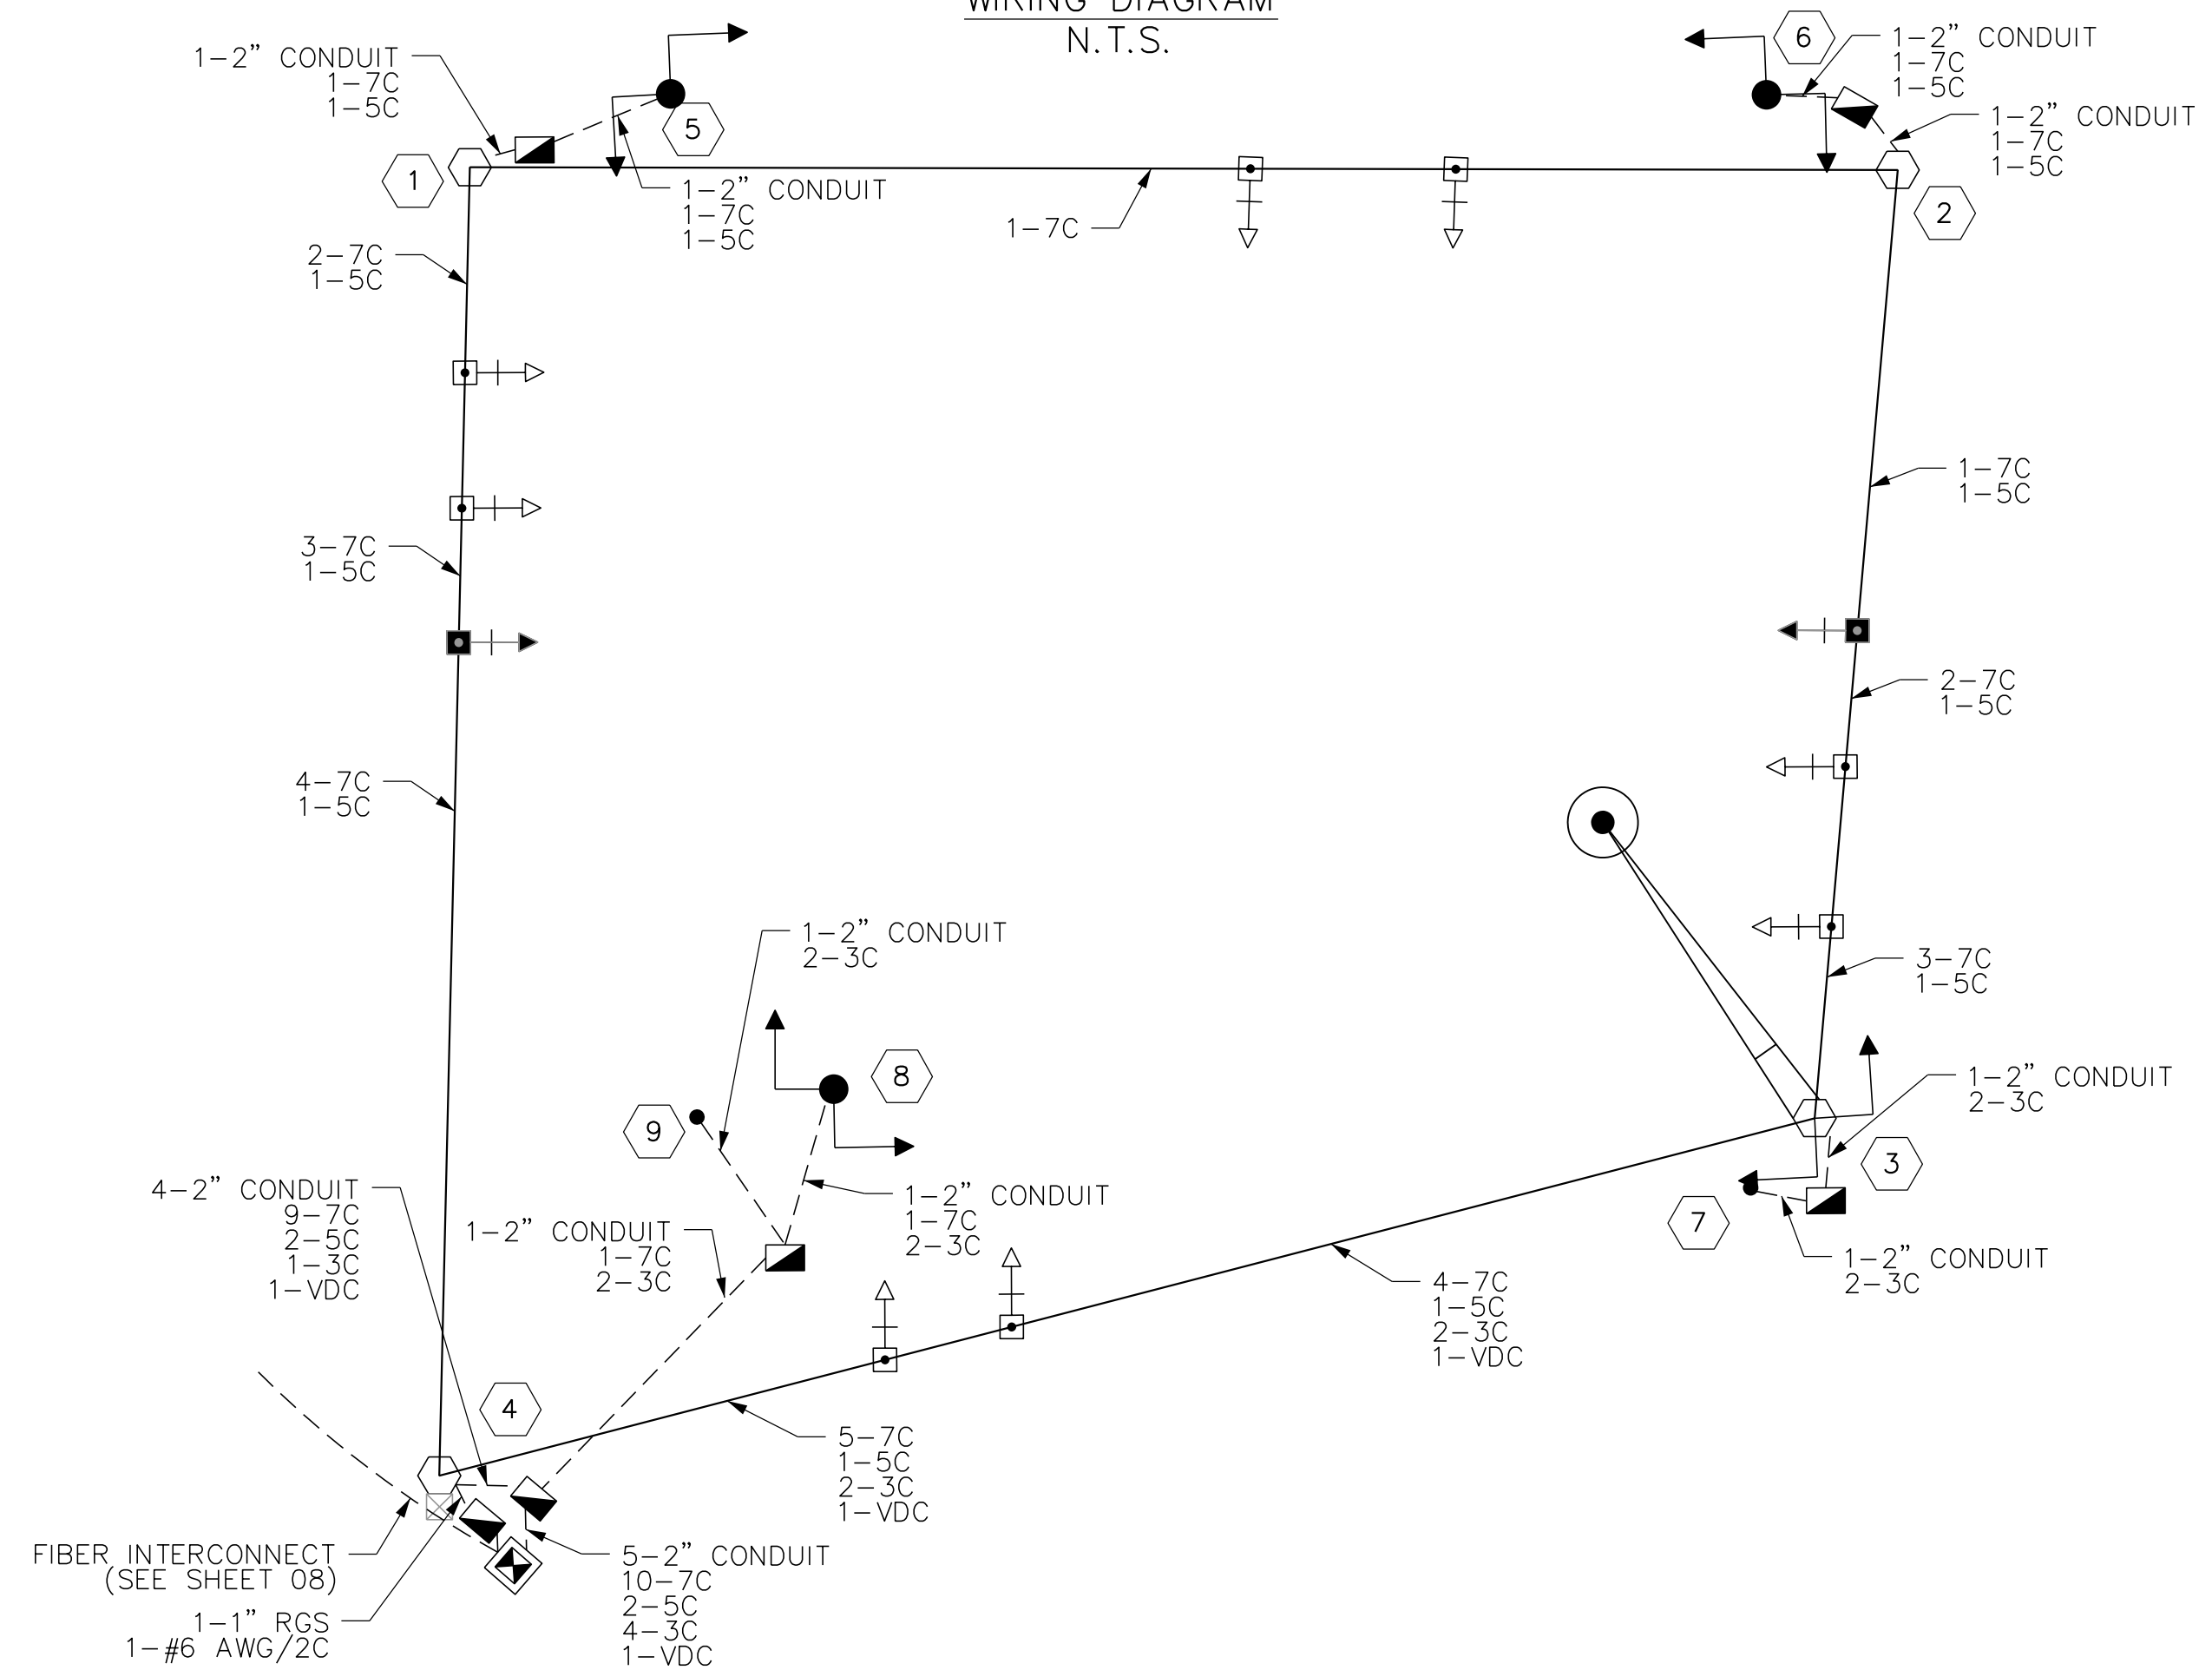 WIRING DIAGRAM
N.T.S.
1-2” CONDUIT
1-7C
1-5C
5
1
1-2” CONDUIT
1-7C
1-5C
6
1-2” CONDUIT
1-7C
1-5C
1-2” CONDUIT
1-7C
1-5C
2
1-7C
2-7C
1-5C
3-7C
1-5C
4-7C
1-5C
1-7C
1-5C
2-7C
1-5C
3-7C
1-5C
1-2” CONDUIT
2-3C
8
9
1-2” CONDUIT
2-3C
3
7
1-2” CONDUIT
2-3C
4-2” CONDUIT
9-7C
2-5C
1-3C
1-VDC
1-2” CONDUIT
1-7C
2-3C
1-2” CONDUIT
1-7C
2-3C
4-7C
1-5C
2-3C
1-VDC
4
5-7C
1-5C
2-3C
1-VDC
FIBER INTERCONNECT
(SEE SHEET 08)
1-1” RGS
1-#6 AWG/2C
5-2” CONDUIT
10-7C
2-5C
4-3C
1-VDC